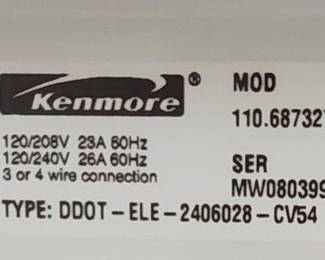 Kenmore ®
MOD
110.68732
120/208V 23A 60Hz
120/240V 26A 60Hz
3 or 4 wire connection
SER
MW080399
TYPE: DDOT-ELE-2406028-CV54